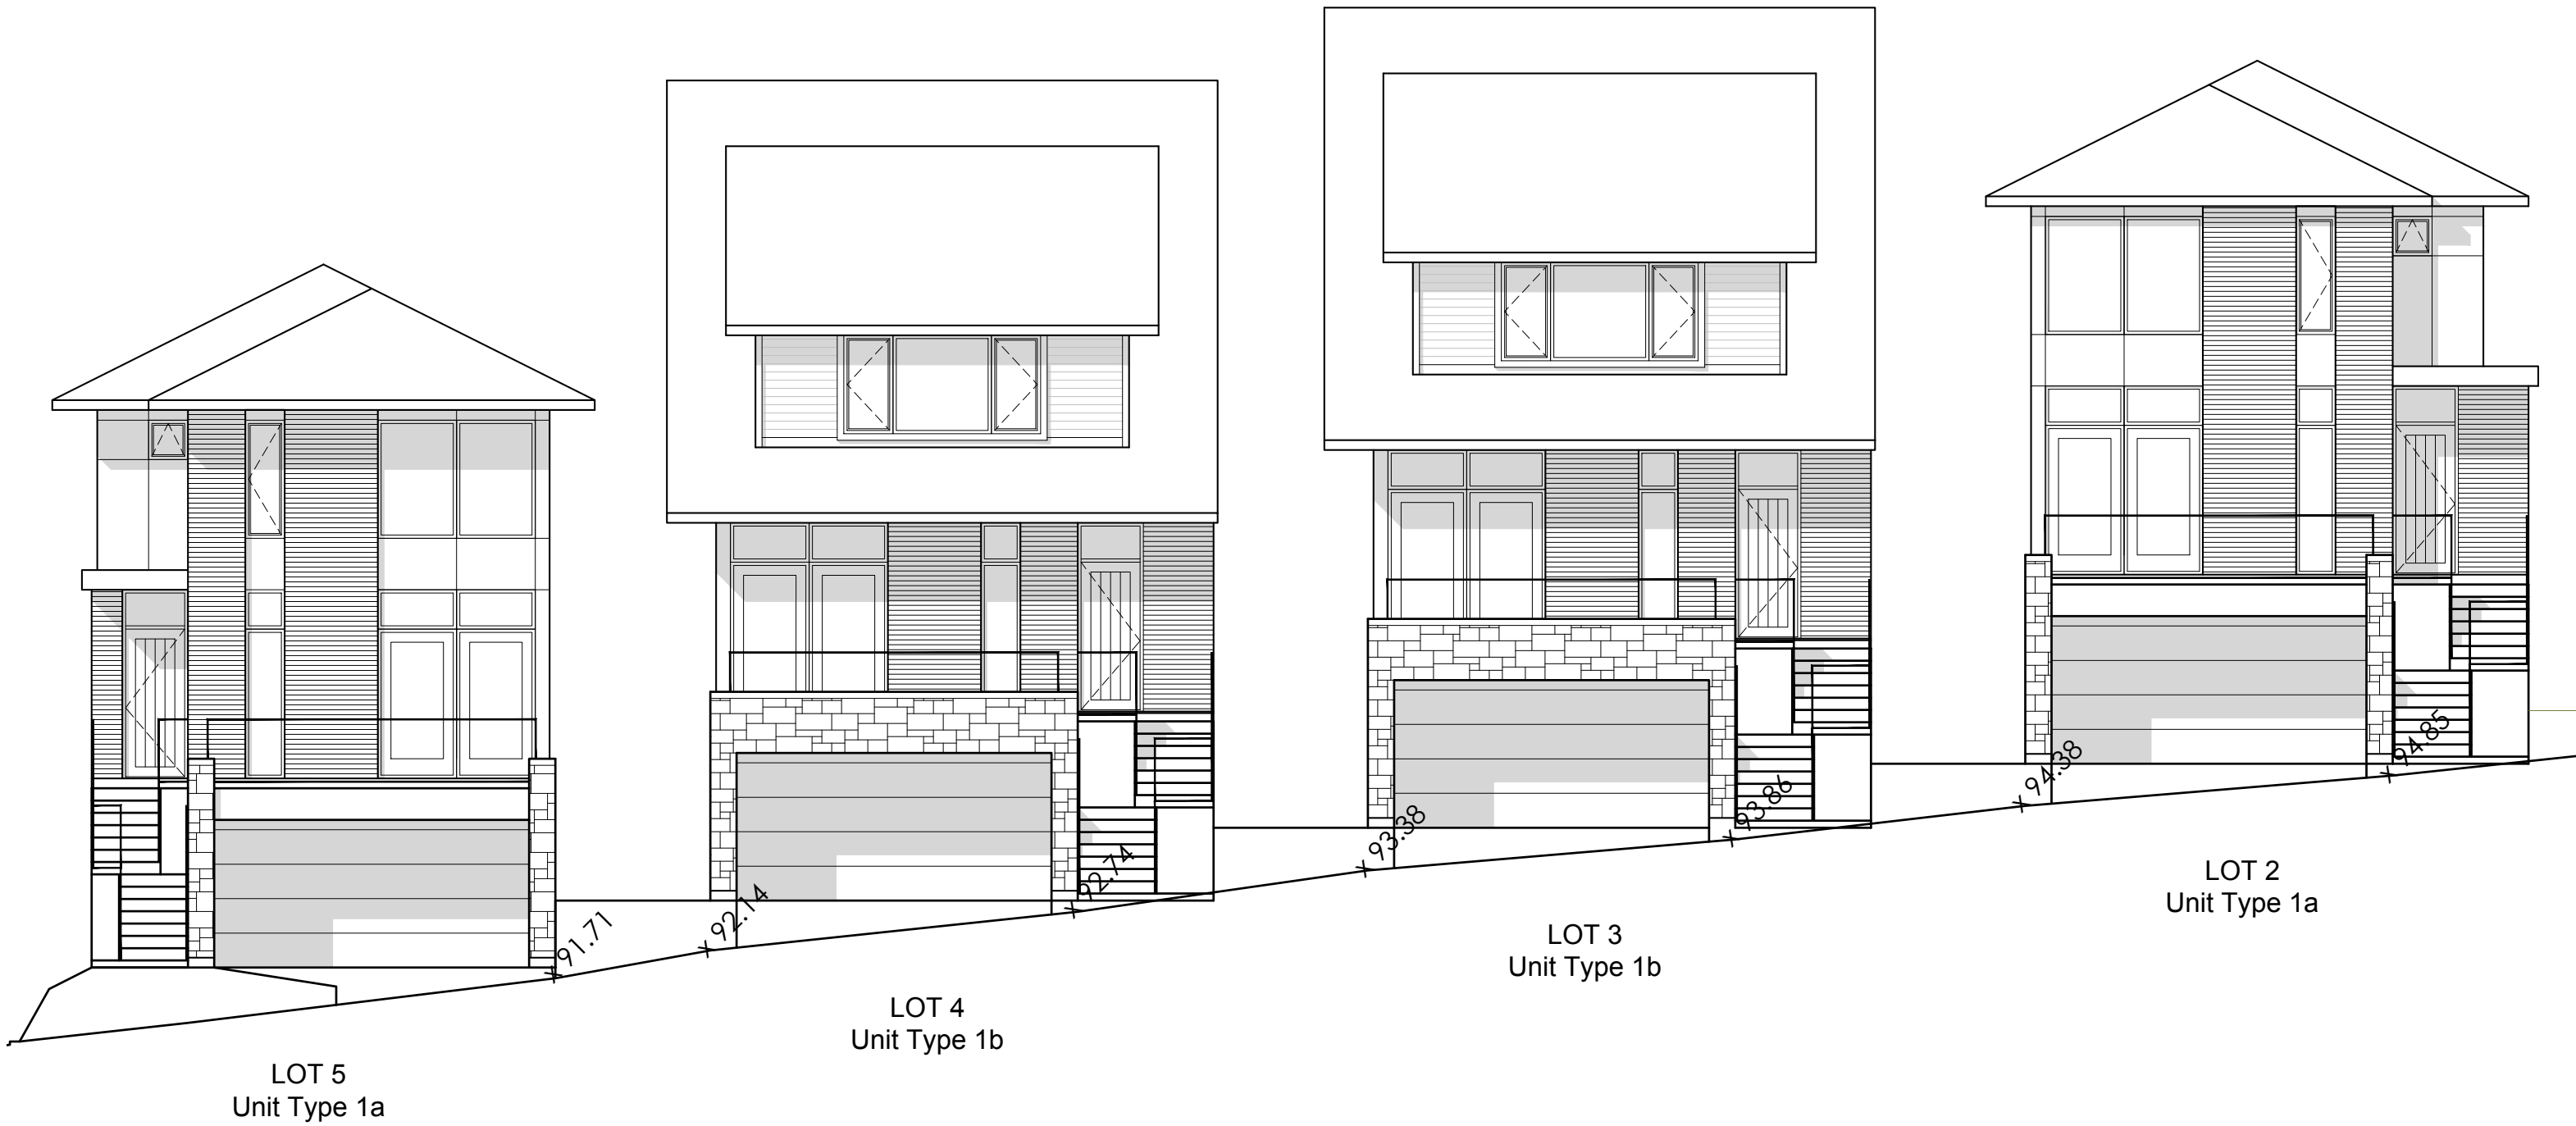 94.85
94.38
93.86
93.38
92.74
92.14
91.71
LOT 2
Unit Type 1a
LOT 3
Unit Type 1b
LOT 4
Unit Type 1b
LOT 5
Unit Type 1a